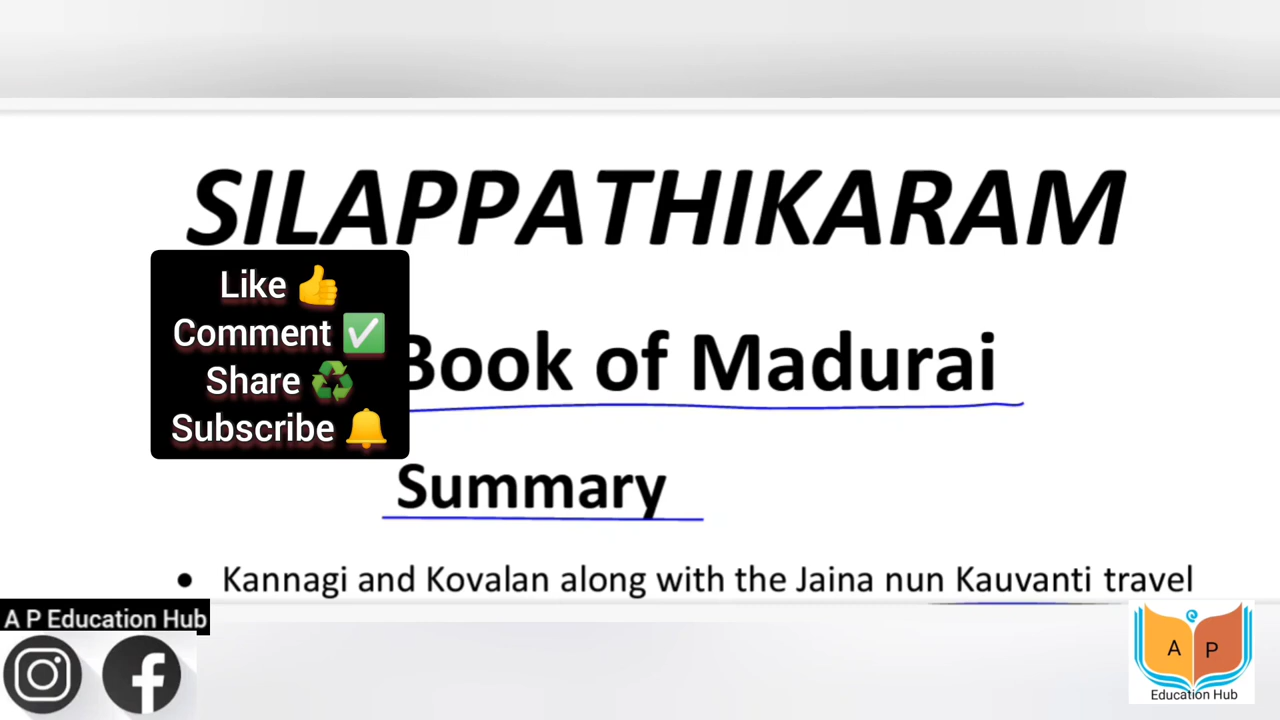 SILAPPATHIKARAM
Like 👍
Comment ✅
Share ♻️
Subscribe 🔔
Book of Madurai
Summary
• Kannagi and Kovalan along with the Jaina nun Kauvanti travel
A P Education Hub
A P
Education Hub